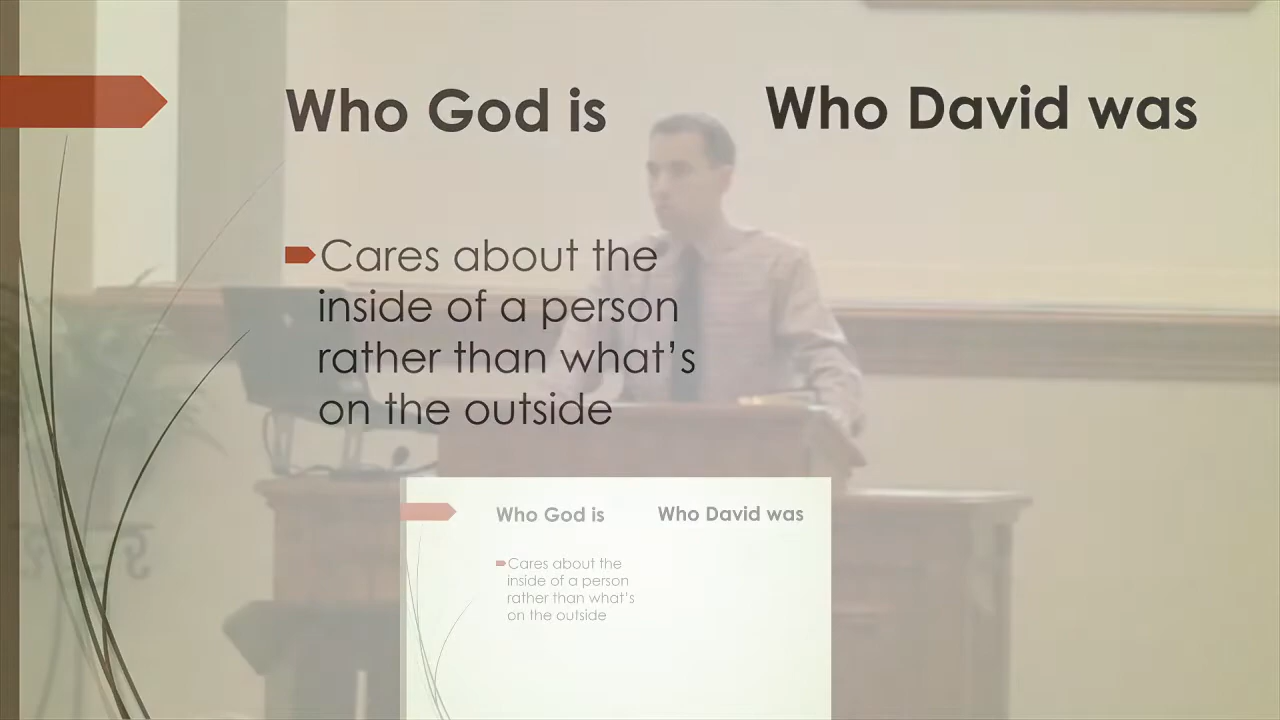 Who God is
Who David was
Cares about the
inside of a person
rather than what’s
on the outside
Who God is
Who David was
Cares about the
inside of a person
rather than what’s
on the outside